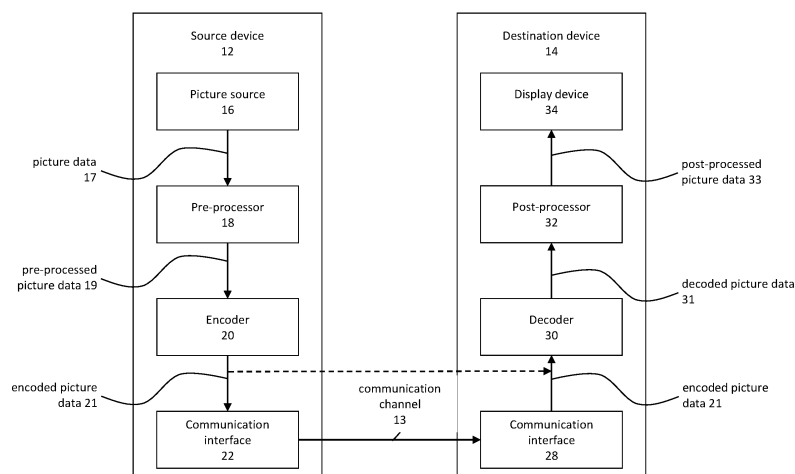 Source device
12
Picture source
16
picture data
17
Pre-processor
18
pre-processed
picture data 19
Encoder
20
encoded picture
data 21
Communication
interface
22
communication
channel
13
Destination device
14
Display device
34
post-processed
picture data 33
Post-processor
32
decoded picture data
31
Decoder
30
encoded picture
data 21
Communication
interface
28